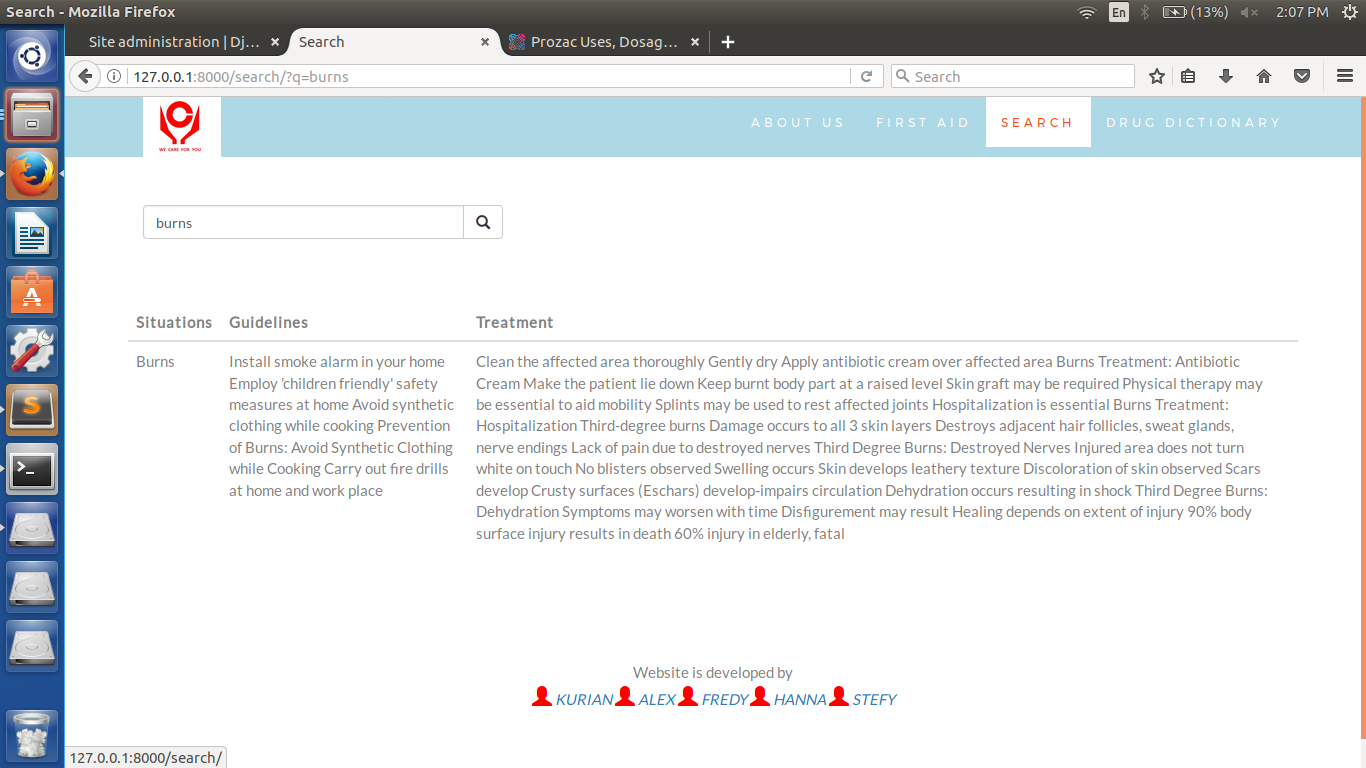 Search - Mozilla Firefox
En
(13%)
2:07 PM
Site administration | Dj...
Search
Prozac Uses, Dosag...
127.0.0.1:8000/search/?q=burns
Search
WE CARE FOR YOU
ABOUT US
FIRST AID
SEARCH
DRUG DICTIONARY
burns
Situations
Guidelines
Treatment
Burns
Install smoke alarm in your home
Employ 'children friendly' safety
measures at home Avoid synthetic
clothing while cooking Prevention
of Burns: Avoid Synthetic Clothing
while Cooking Carry out fire drills
at home and work place
Clean the affected area thoroughly Gently dry Apply antibiotic cream over affected area Burns Treatment: Antibiotic
Cream Make the patient lie down Keep burnt body part at a raised level Skin graft may be required Physical therapy may
be essential to aid mobility Splints may be used to rest affected joints Hospitalization is essential Burns Treatment:
Hospitalization Third-degree burns Damage occurs to all 3 skin layers Destroys adjacent hair follicles, sweat glands,
nerve endings Lack of pain due to destroyed nerves Third Degree Burns: Destroyed Nerves Injured area does not turn
white on touch No blisters observed Swelling occurs Skin develops leathery texture Discoloration of skin observed Scars
develop Crusty surfaces (Eschars) develop-impairs circulation Dehydration occurs resulting in shock Third Degree Burns:
Dehydration Symptoms may worsen with time Disfigurement may result Healing depends on extent of injury 90% body
surface injury results in death 60% injury in elderly, fatal
Website is developed by
KURIAN ALEX FREDY HANNA STEFY
127.0.0.1:8000/search/